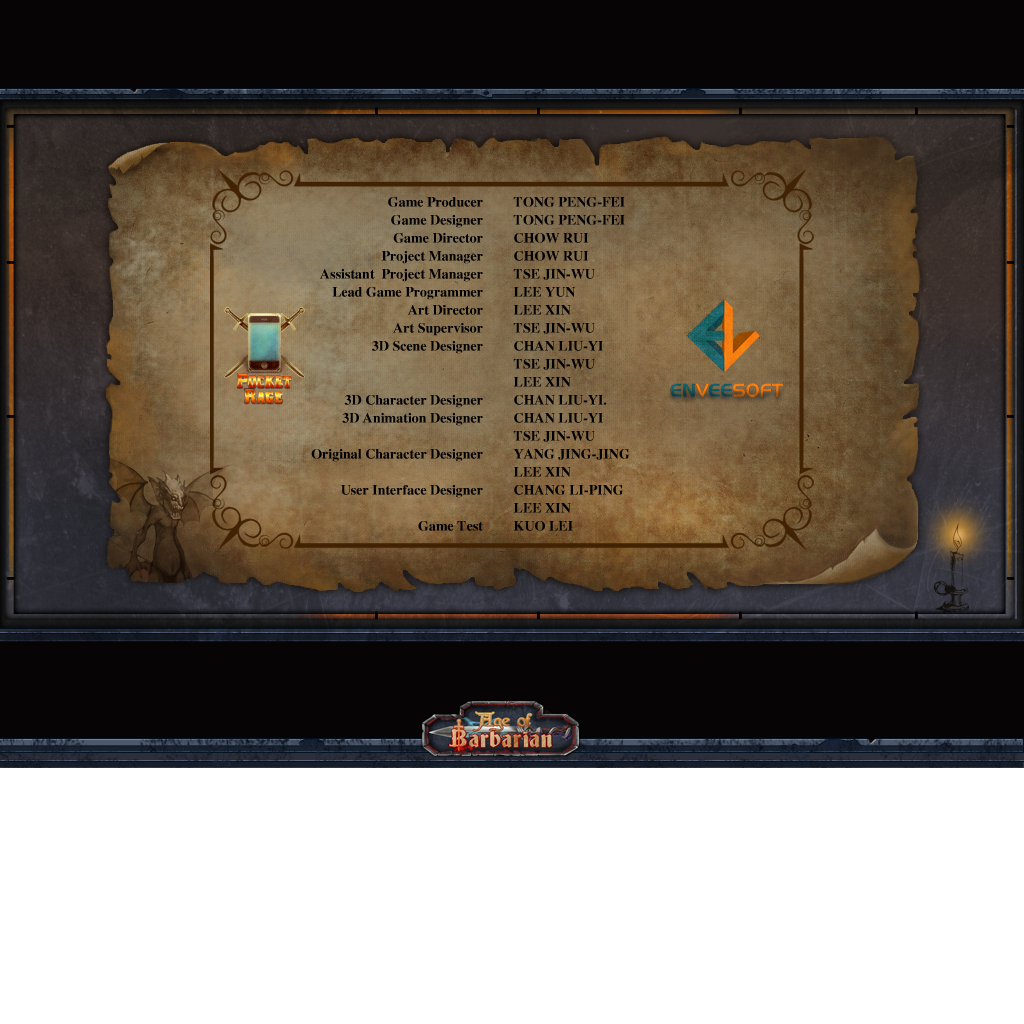 Game Producer TONG PENG-FEI
Game Designer TONG PENG-FEI
Game Director CHOW RUI
Project Manager CHOW RUI
Assistant Project Manager TSE JIN-WU
Lead Game Programmer LEE YUN
Art Director LEE XIN
Art Supervisor TSE JIN-WU
3D Scene Designer CHAN LIU-YI
TSE JIN-WU
LEE XIN
3D Character Designer CHAN LIU-YI.
3D Animation Designer CHAN LIU-YI
TSE JIN-WU
Original Character Designer YANG JING-JING
LEE XIN
User Interface Designer CHANG LI-PING
LEE XIN
Game Test KUO LEI
POCKET
RAGE
ENVEESOFT
Age of
Barbarian